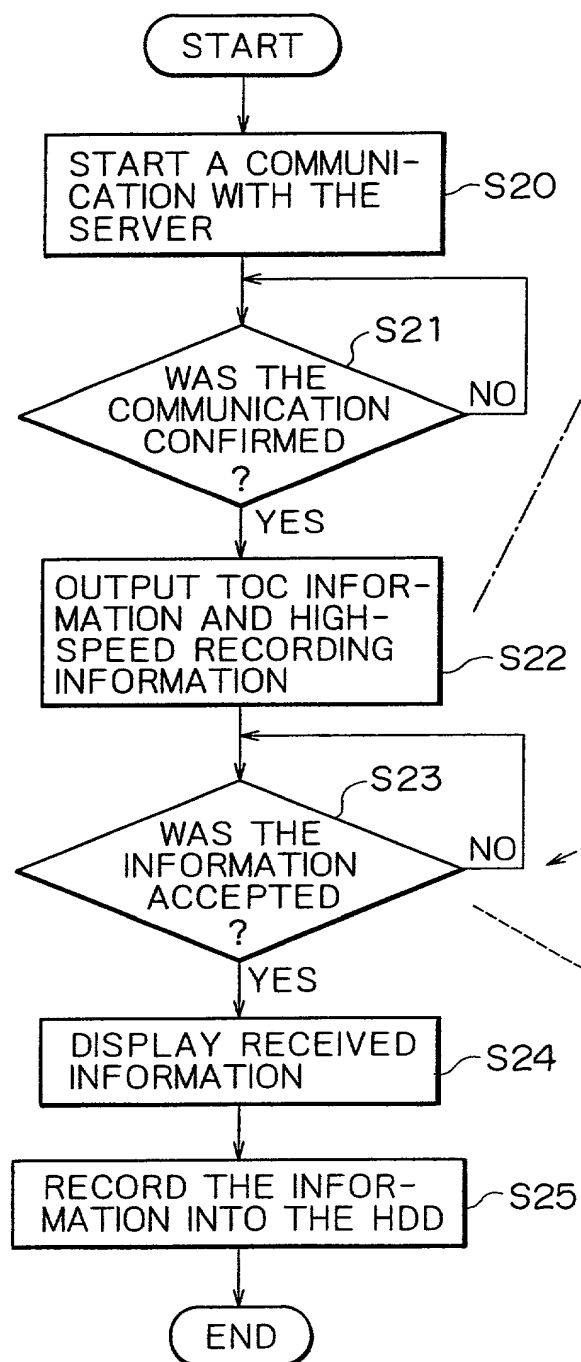 START
START A COMMUNI-
CATION WITH THE
SERVER
S20
S21
WAS THE
COMMUNICATION
CONFIRMED
?
NO
YES
OUTPUT TOC INFOR-
MATION AND HIGH-
SPEED RECORDING
INFORMATION
S22
S23
WAS THE
INFORMATION
ACCEPTED
?
NO
YES
DISPLAY RECEIVED
INFORMATION
S24
RECORD THE INFOR-
MATION INTO THE HDD
S25
END